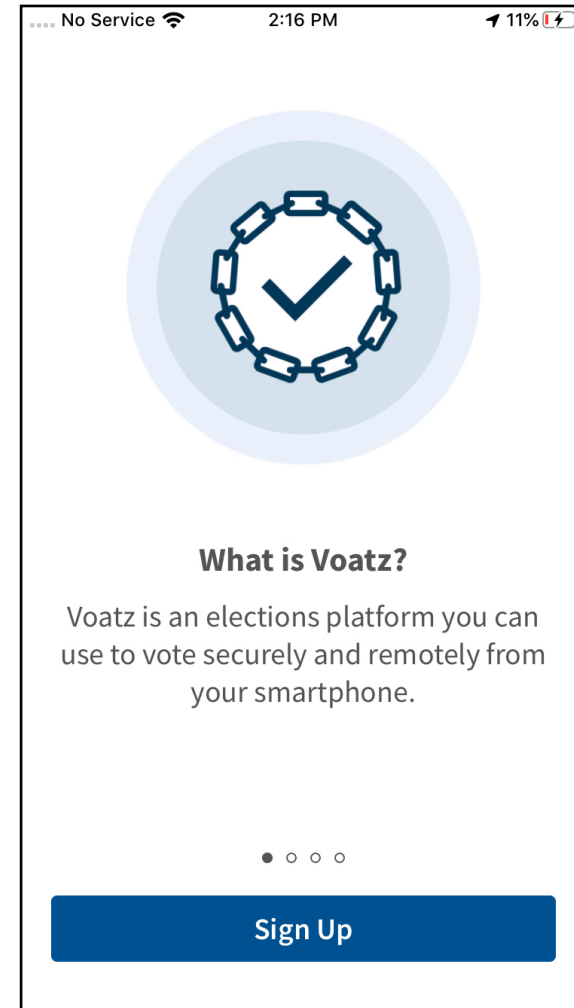 No Service 2:16 PM 11%
What is Voatz?
Voatz is an elections platform you can
use to vote securely and remotely from
your smartphone.
Sign Up